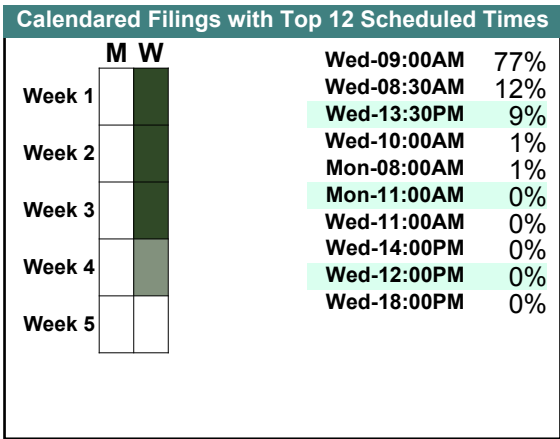 Calendared Filings with Top 12 Scheduled Times
M W
Week 1
Week 2
Week 3
Week 4
Week 5
Wed-09:00AM 77%
Wed-08:30AM 12%
Wed-13:30PM 9%
Wed-10:00AM 1%
Mon-08:00AM 1%
Mon-11:00AM 0%
Wed-11:00AM 0%
Wed-14:00PM 0%
Wed-12:00PM 0%
Wed-18:00PM 0%